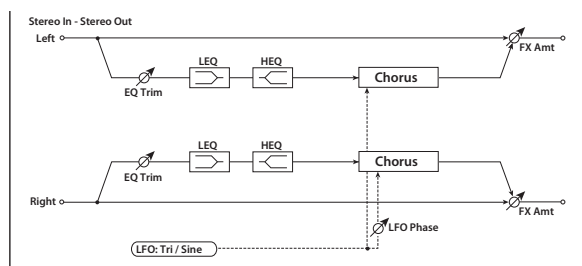 Stereo In - Stereo Out
Left
FX Amt
LEQ
HEQ
Chorus
EQ Trim
LEQ
HEQ
Chorus
EQ Trim
Right
FX Amt
LFO Phase
LFO: Tri / Sine